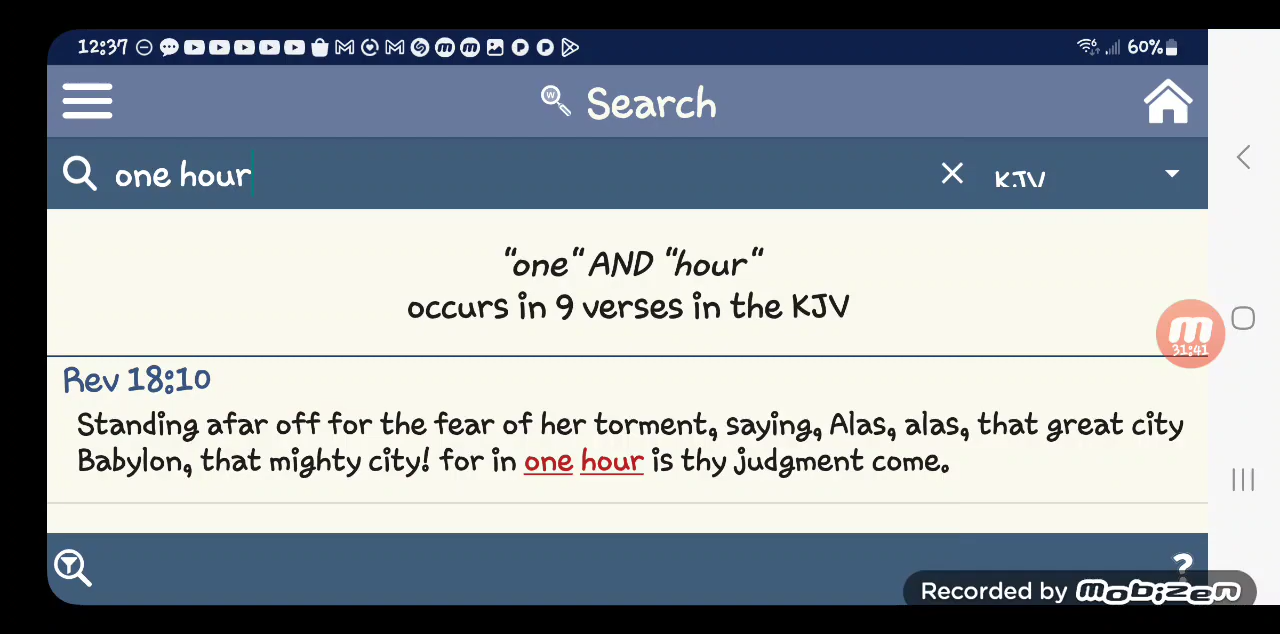 12:37 60%
Search
one hour KJV
"one" AND "hour"
occurs in 9 verses in the KJV
31:41
Rev 18:10
Standing afar off for the fear of her torment, saying, Alas, alas, that great city
Babylon, that mighty city! for in one hour is thy judgment come.
?
Recorded by mobizen